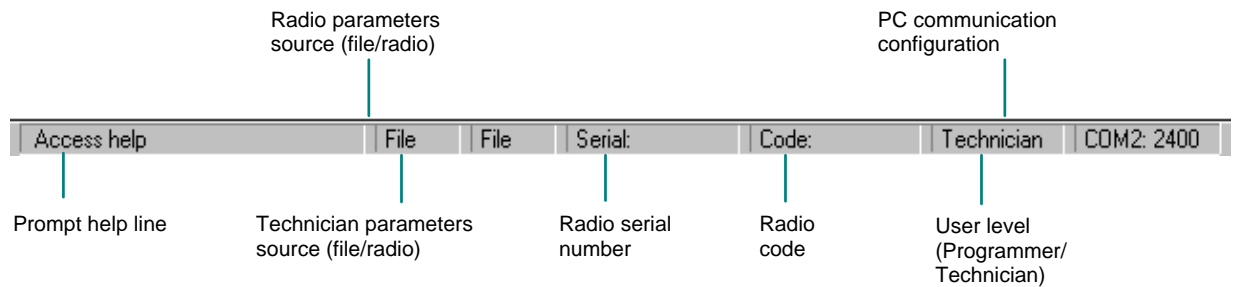 Radio parameters
source (file/radio)
PC communication
configuration
Access help File File Serial: Code: Technician COM2: 2400
Prompt help line
Technician parameters
source (file/radio)
Radio serial
number
Radio
code
User level
(Programmer/
Technician)